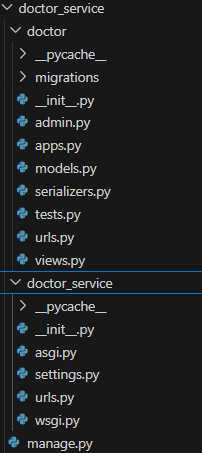 doctor_service
doctor
__pycache__
migrations
__init__.py
admin.py
apps.py
models.py
serializers.py
tests.py
urls.py
views.py
doctor_service
__pycache__
__init__.py
asgi.py
settings.py
urls.py
wsgi.py
manage.py